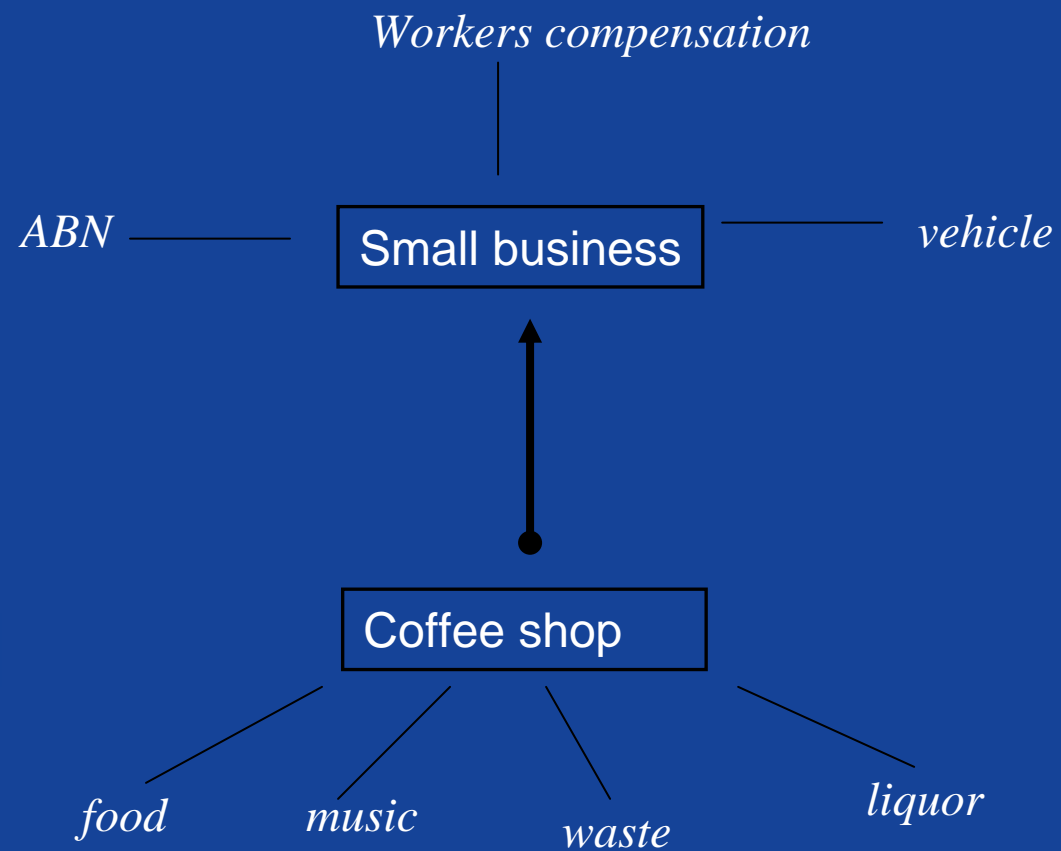 Workers compensation
ABN
Small business
vehicle
Coffee shop
food
music
waste
liquor